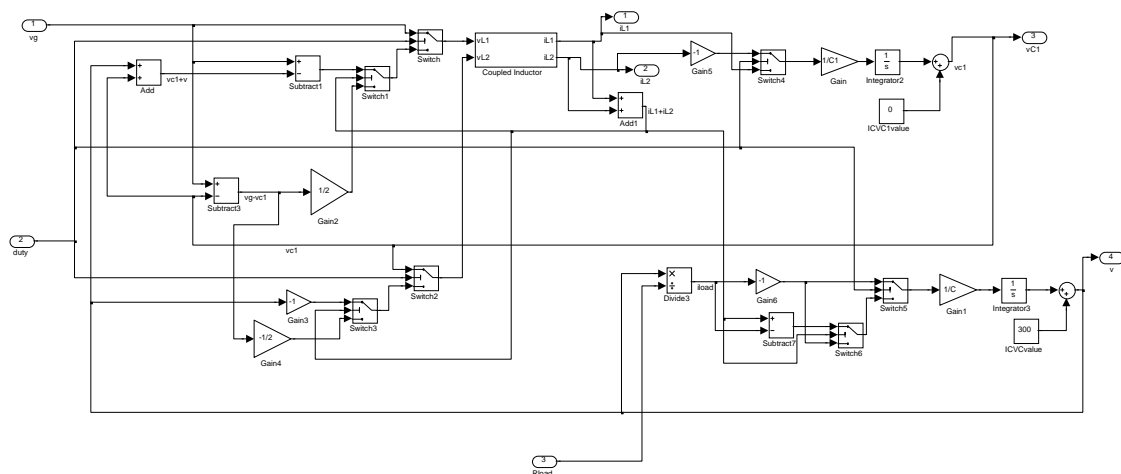 1
vg
vc1+v
Add
Subtract1
Switch1
Switch
vL1
vL2
iL1
iL2
Coupled Inductor
1
iL1
2
iL2
iL1+iL2
Add1
-1
Gain5
Switch4
1/C1
Gain
1
s
Integrator2
vc1
3
vC1
0
ICVC1value
Subtract3
vg-vc1
1/2
Gain2
2
duty
vc1
Switch2
-1
Gain3
Switch3
-1/2
Gain4
Divide3
iload
-1
Gain6
Subtract7
Switch6
Switch5
1/C
Gain1
1
s
Integrator3
4
v
300
ICVCvalue
3
Rload